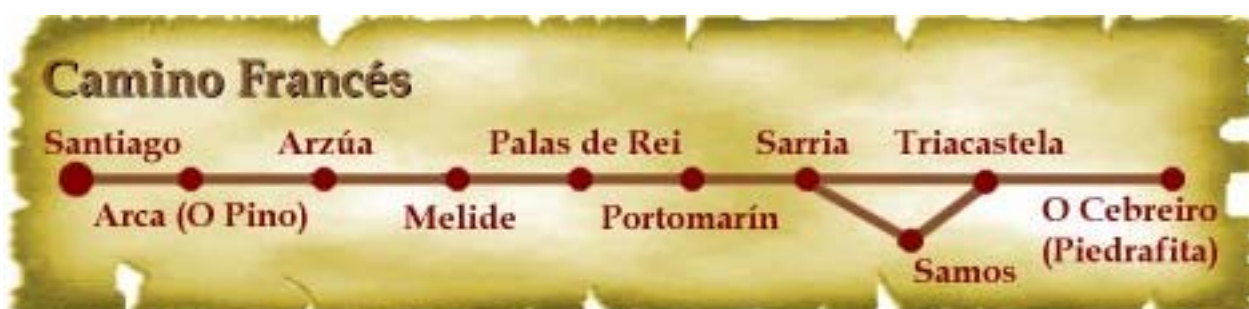 Camino Francés
Santiago Arzúa Palas de Rei Sarria Triacastela
Arca (O Pino) Melide Portomarín O Cebreiro
(Piedrafita)
Samos